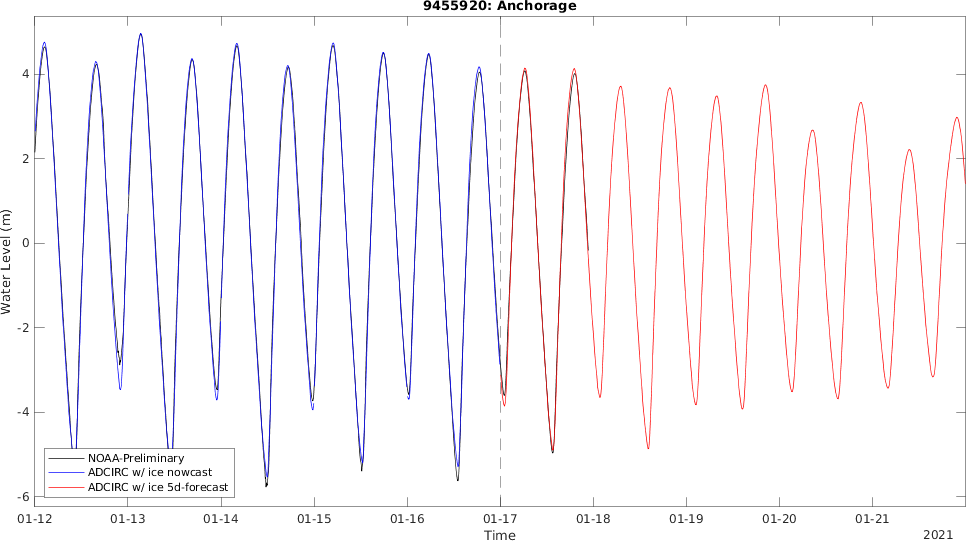 9455920: Anchorage
4
2
0
-2
-4
-6
Water Level (m)
NOAA-Preliminary
ADCIRC w/ ice nowcast
ADCIRC w/ ice 5d-forecast
01-12 01-13 01-14 01-15 01-16 01-17 01-18 01-19 01-20 01-21
Time
2021